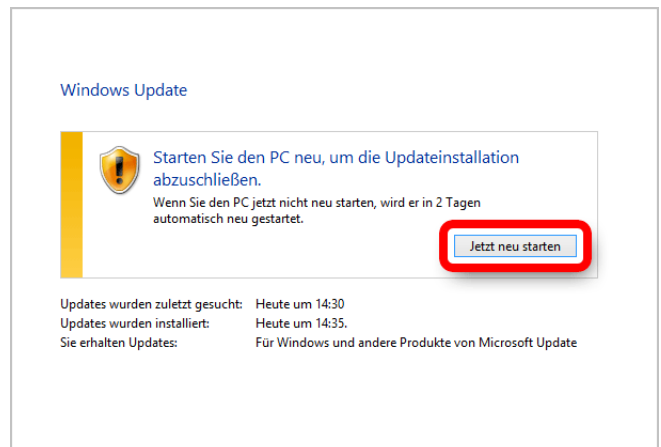 Windows Update
Starten Sie den PC neu, um die Updateinstallation
abzuschließen.
Wenn Sie den PC jetzt nicht neu starten, wird er in 2 Tagen
automatisch neu gestartet.
Jetzt neu starten
Updates wurden zuletzt gesucht: Heute um 14:30
Updates wurden installiert: Heute um 14:35.
Sie erhalten Updates: Für Windows und andere Produkte von Microsoft Update